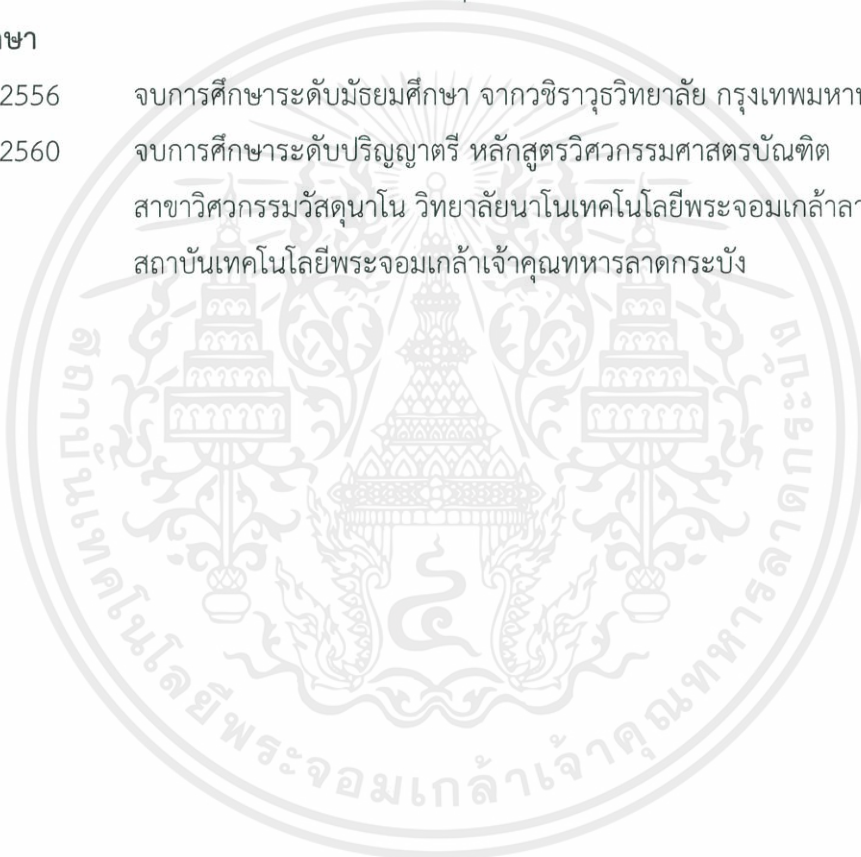 ษา
2556 จบการศึกษาระดับมัธยมศึกษา จากวชิราวุธวิทยาลัย กรุงเทพมหา
2560 จบการศึกษาระดับปริญญาตรี หลักสูตรวิศวกรรมศาสตรบัณฑิต
สาขาวิศวกรรมวัสดุนาโน วิทยาลัยนาโนเทคโนโลยีพระจอมเกล้าลา
สถาบันเทคโนโลยีพระจอมเกล้าเจ้าคุณทหารลาดกระบัง
สถาบันเทคโนโลยีพระจอมเกล้าเจ้าคุณทหารลาดกระบัง